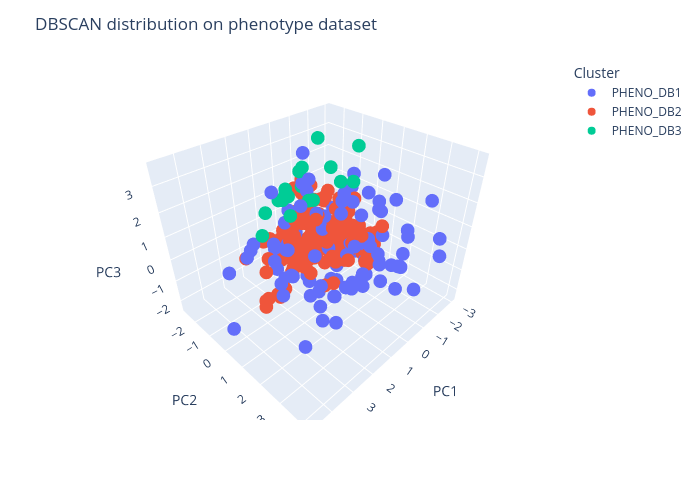 DBSCAN distribution on phenotype dataset
Cluster
PHENO_DB1
PHENO_DB2
PHENO_DB3
3
2
1
0
−1
−2
PC3
−2
−1
0
1
2
PC2
−3
−2
−1
0
1
2
3
PC1